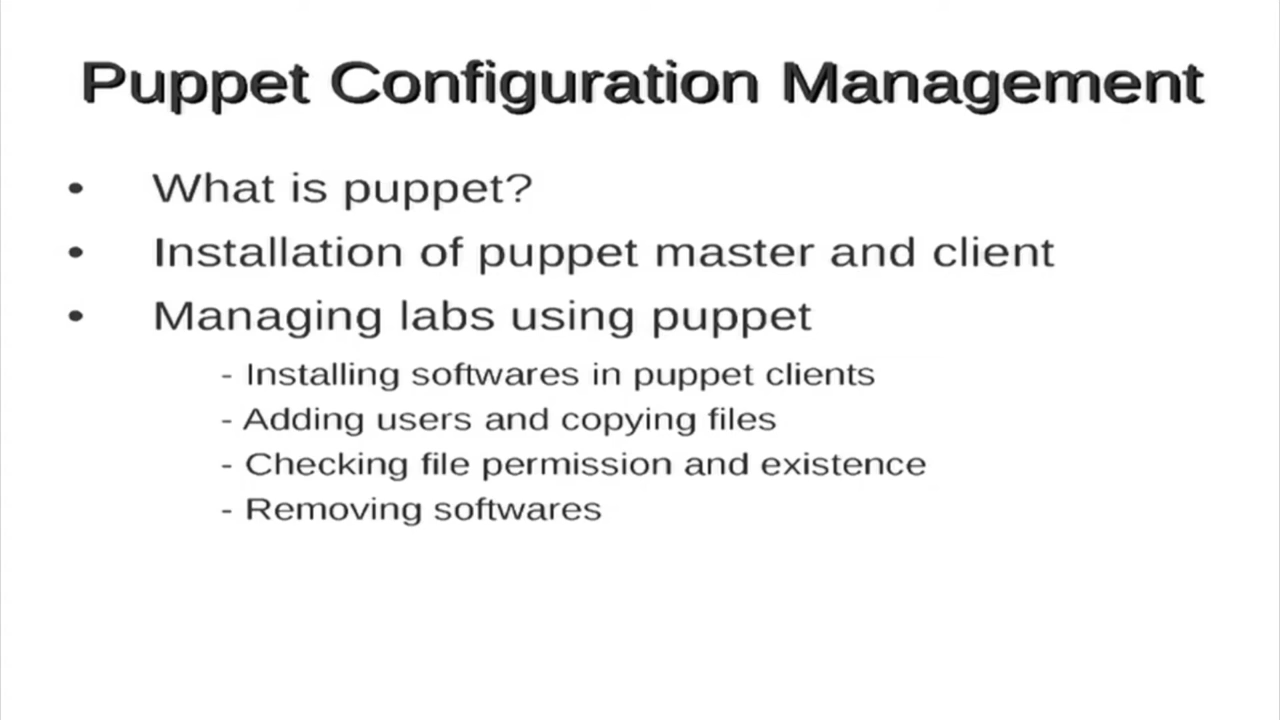 Puppet Configuration Management
• What is puppet?
• Installation of puppet master and client
• Managing labs using puppet
- Installing softwares in puppet clients
- Adding users and copying files
- Checking file permission and existence
- Removing softwares